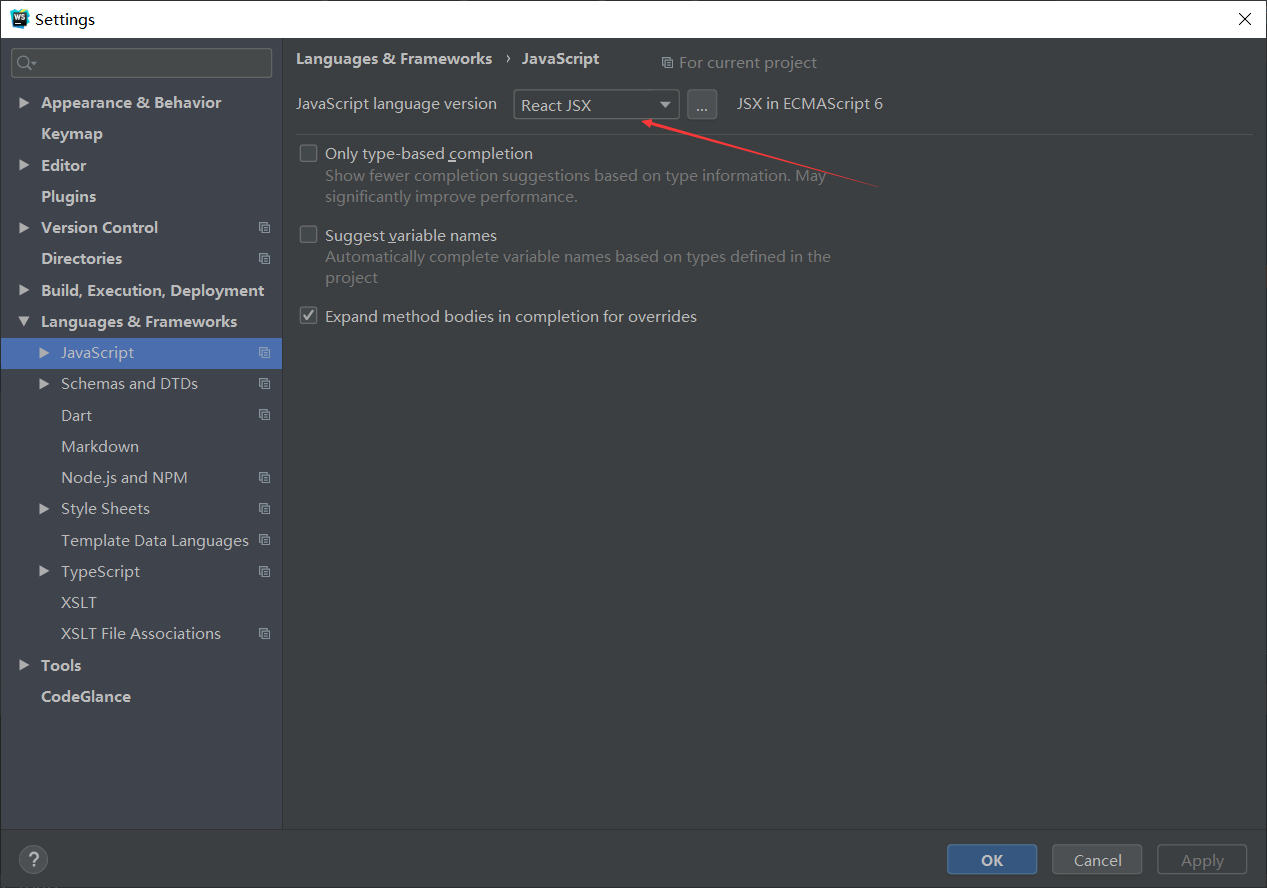 WS Settings
Languages & Frameworks › JavaScript For current project
JavaScript language version React JSX ... JSX in ECMAScript 6
Only type-based completion
Show fewer completion suggestions based on type information. May
significantly improve performance.
Suggest variable names
Automatically complete variable names based on types defined in the
project
Expand method bodies in completion for overrides
Appearance & Behavior
Keymap
Editor
Plugins
Version Control
Directories
Build, Execution, Deployment
Languages & Frameworks
JavaScript
Schemas and DTDs
Dart
Markdown
Node.js and NPM
Style Sheets
Template Data Languages
TypeScript
XSLT
XSLT File Associations
Tools
CodeGlance
?
OK
Cancel
Apply